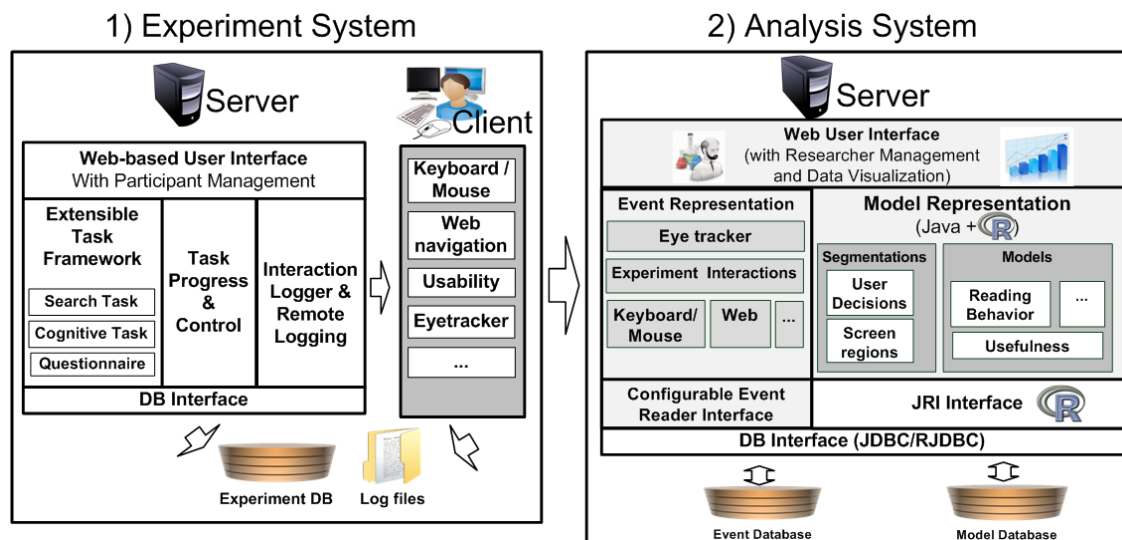 1) Experiment System
Server
Client
Web-based User Interface
With Participant Management
Extensible
Task
Framework
Search Task
Cognitive Task
Questionnaire
Task
Progress
&
Control
Interaction
Logger &
Remote
Logging
DB Interface
Keyboard /
Mouse
Web
navigation
Usability
Eyetracker
...
Experiment DB
Log files
2) Analysis System
Server
Web User Interface
(with Researcher Management
and Data Visualization)
Event Representation
Eye tracker
Experiment Interactions
Keyboard/
Mouse
Web
...
Model Representation
(Java + R)
Segmentations
User
Decisions
Screen
regions
Models
Reading
Behavior
...
Usefulness
Configurable Event
Reader Interface
JRI Interface R
DB Interface (JDBC/RJDBC)
Event Database
Model Database